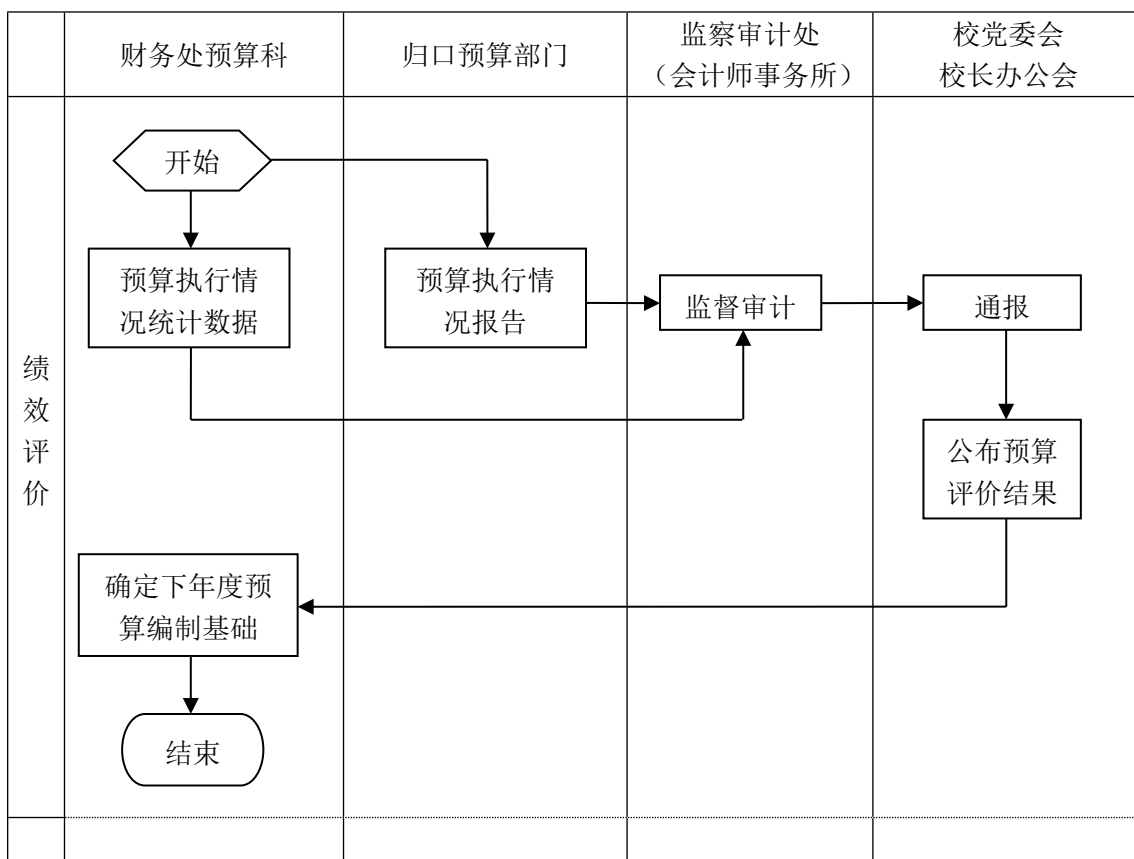 财务处预算科
归口预算部门
监察审计处
（会计师事务所）
校党委会
校长办公会
绩
效
评
价
开始
预算执行情
况统计数据
预算执行情
况报告
监督审计
通报
公布预算
评价结果
确定下年度预
算编制基础
结束